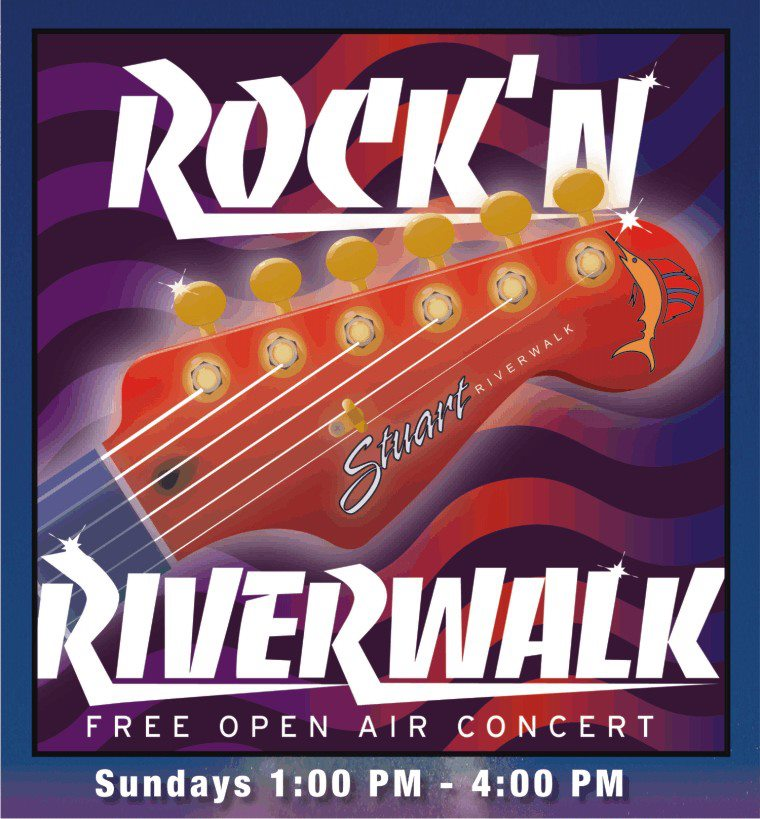 ROCK'N
Stuart RIVERWALK
RIVERWALK
FREE OPEN AIR CONCERT
Sundays 1:00 PM - 4:00 PM